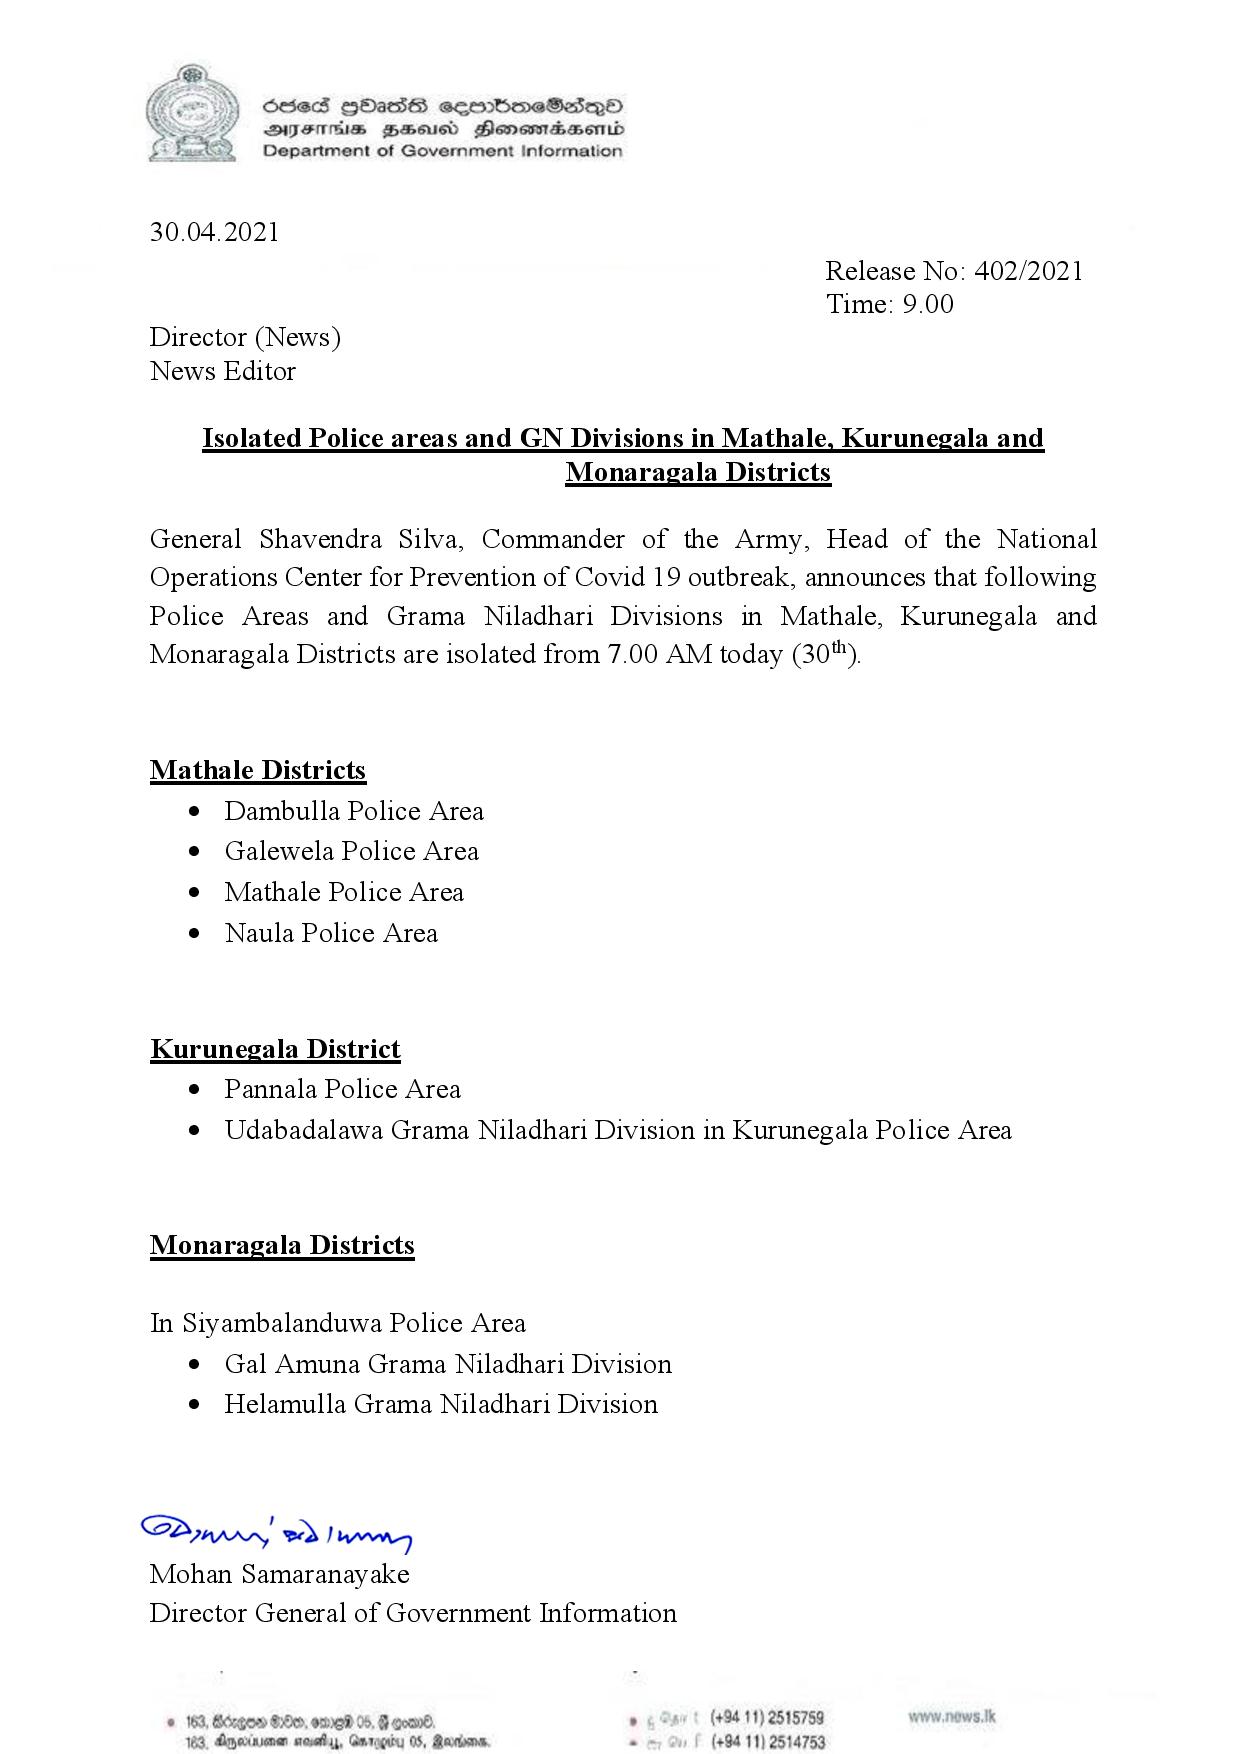 රජයේ ප්‍රවෘත්ති දෙපාර්තමේන්තුව
அரசாங்க தகவல் திணைக்களம்
Department of Government Information
30.04.2021
Release No: 402/2021
Time: 9.00
Director (News)
News Editor
Isolated Police areas and GN Divisions in Mathale, Kurunegala and
Monaragala Districts
General Shavendra Silva, Commander of the Army, Head of the National
Operations Center for Prevention of Covid 19 outbreak, announces that following
Police Areas and Grama Niladhari Divisions in Mathale, Kurunegala and
Monaragala Districts are isolated from 7.00 AM today (30th).
Mathale Districts
• Dambulla Police Area
• Galewela Police Area
• Mathale Police Area
• Naula Police Area
Kurunegala District
• Pannala Police Area
• Udabadalawa Grama Niladhari Division in Kurunegala Police Area
Monaragala Districts
In Siyambalanduwa Police Area
• Gal Amuna Grama Niladhari Division
• Helamulla Grama Niladhari Division
Mohan Samaranayake
Director General of Government Information
163, කිරුලපන මාවත, කොළඹ 05, ශ්‍රී ලංකාව.
163, கிருலப்பனை எவனியூ, கொழும்பு 05, இலங்கை.
(+94 11) 2515759
(+94 11) 2514753
www.news.lk